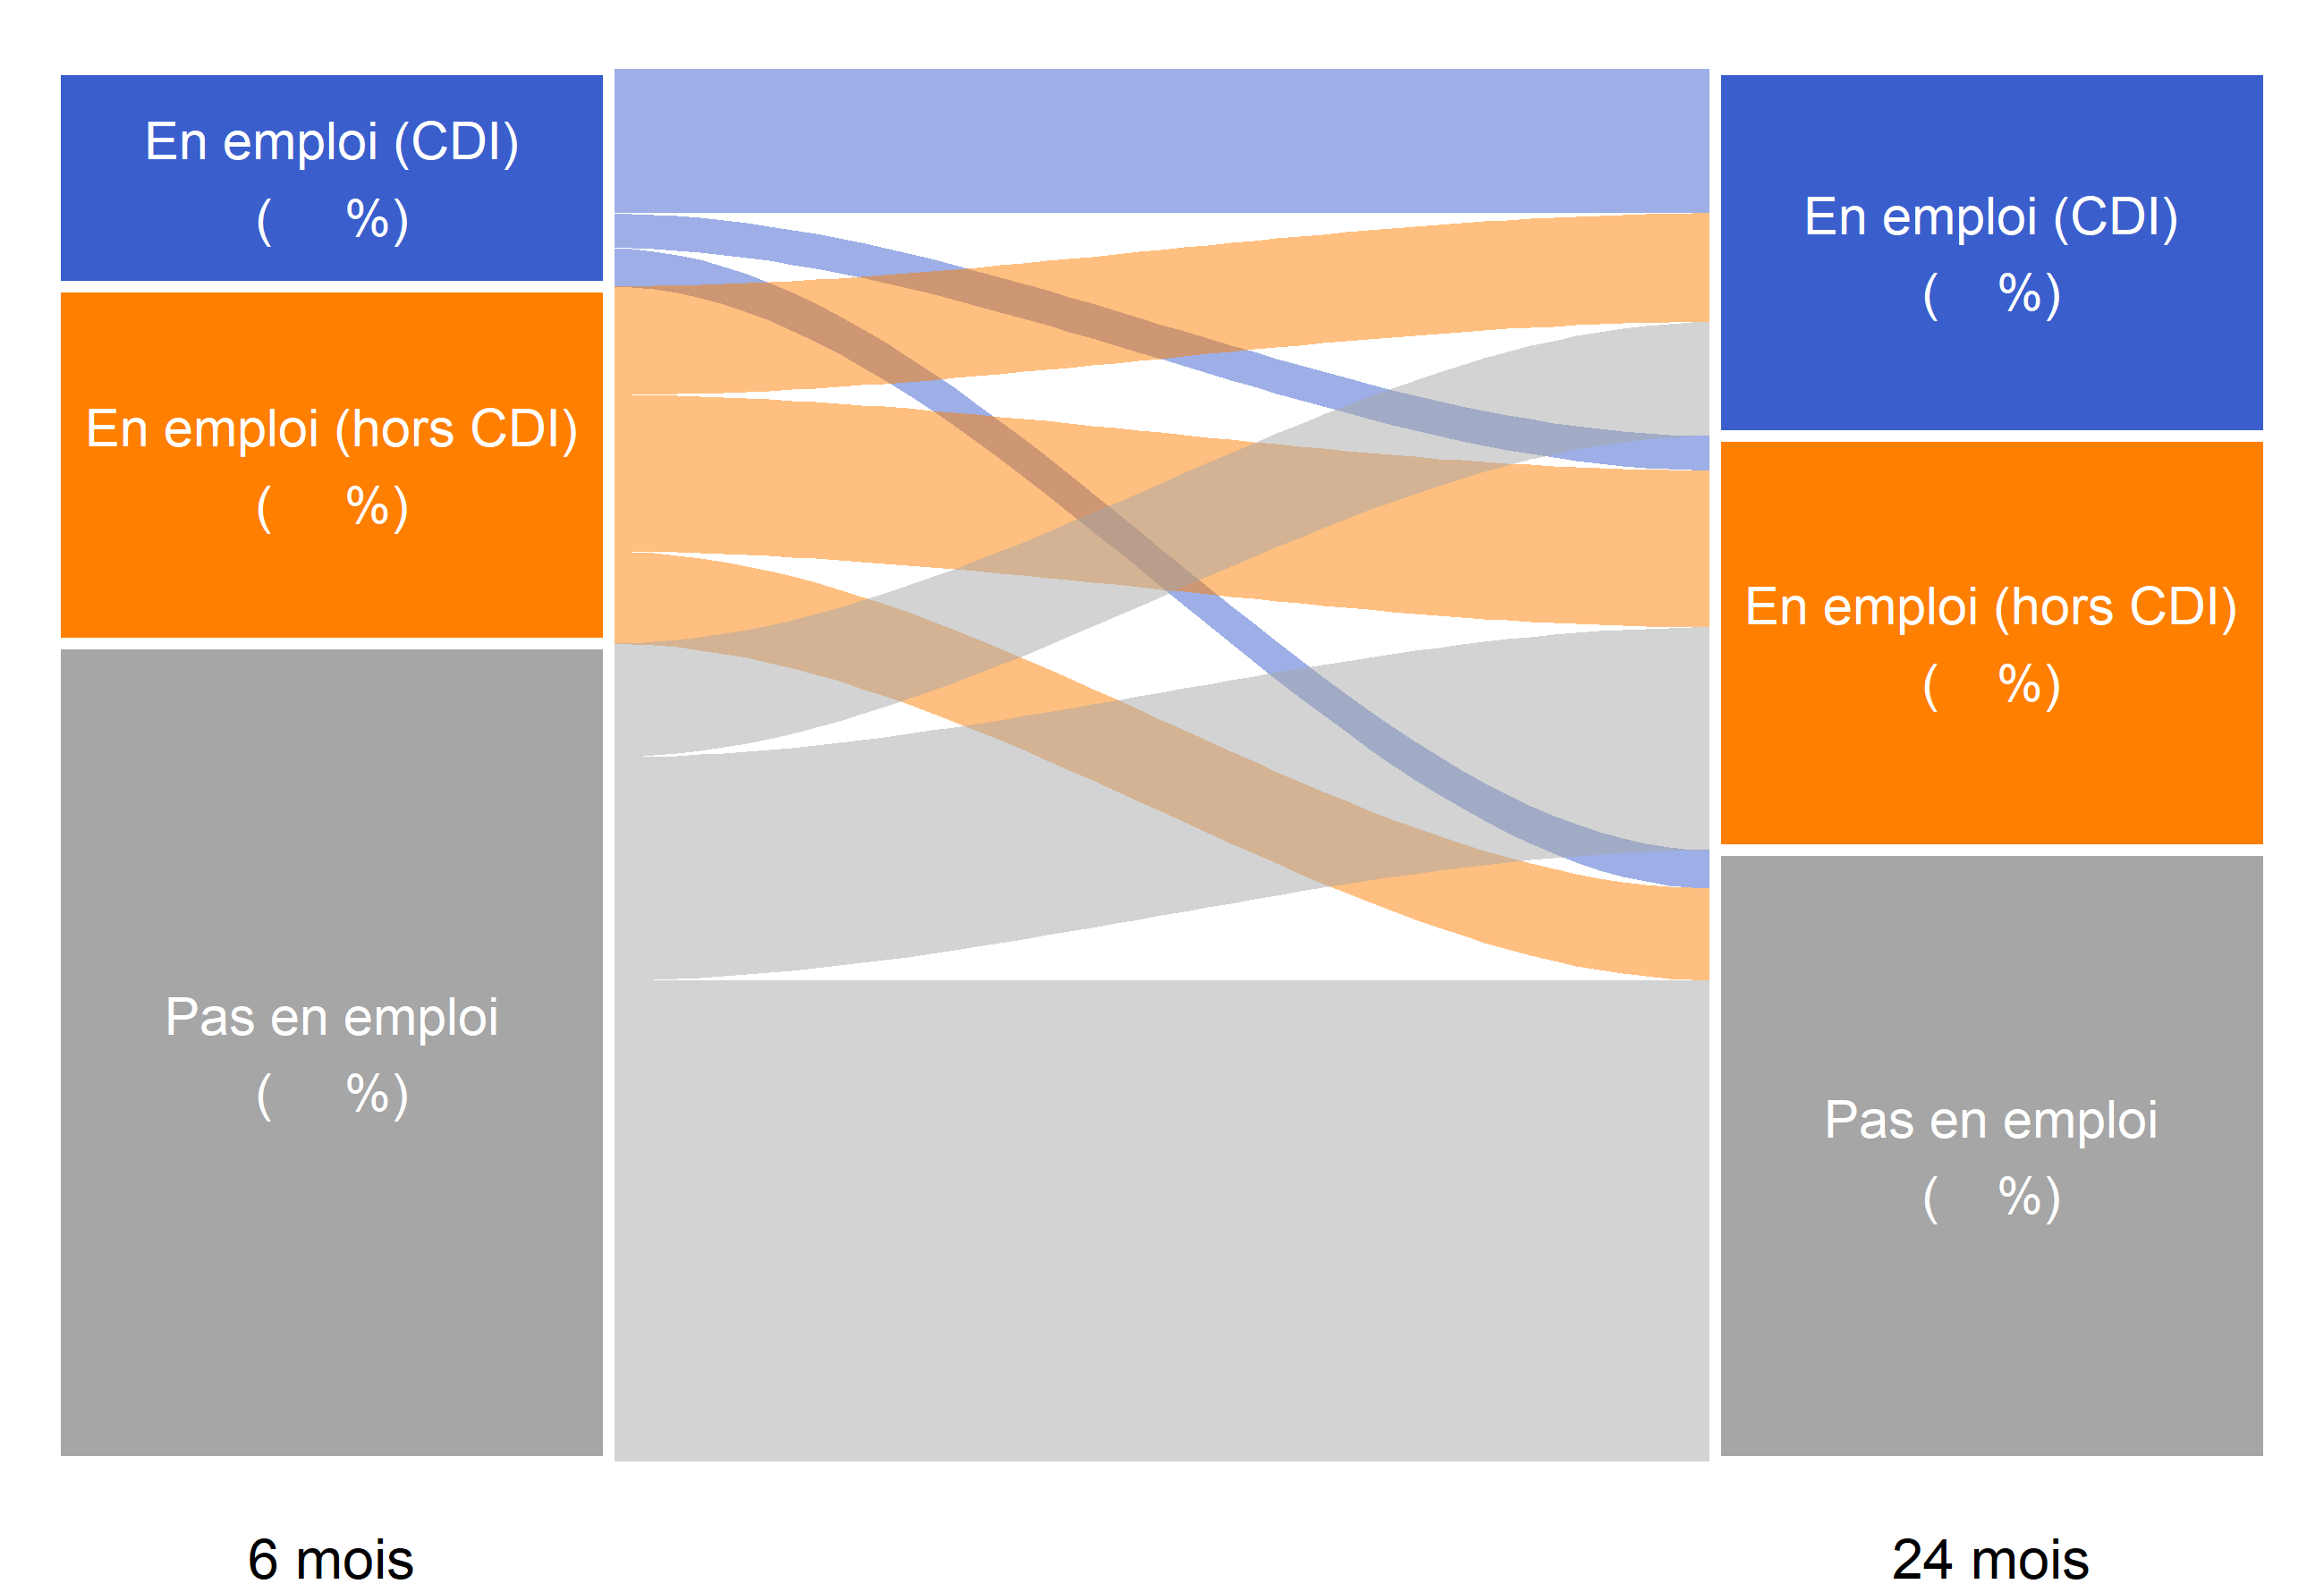 En emploi (CDI)
( %)
En emploi (hors CDI)
( %)
Pas en emploi
( %)
En emploi (CDI)
( %)
En emploi (hors CDI)
( %)
Pas en emploi
( %)
6 mois
24 mois